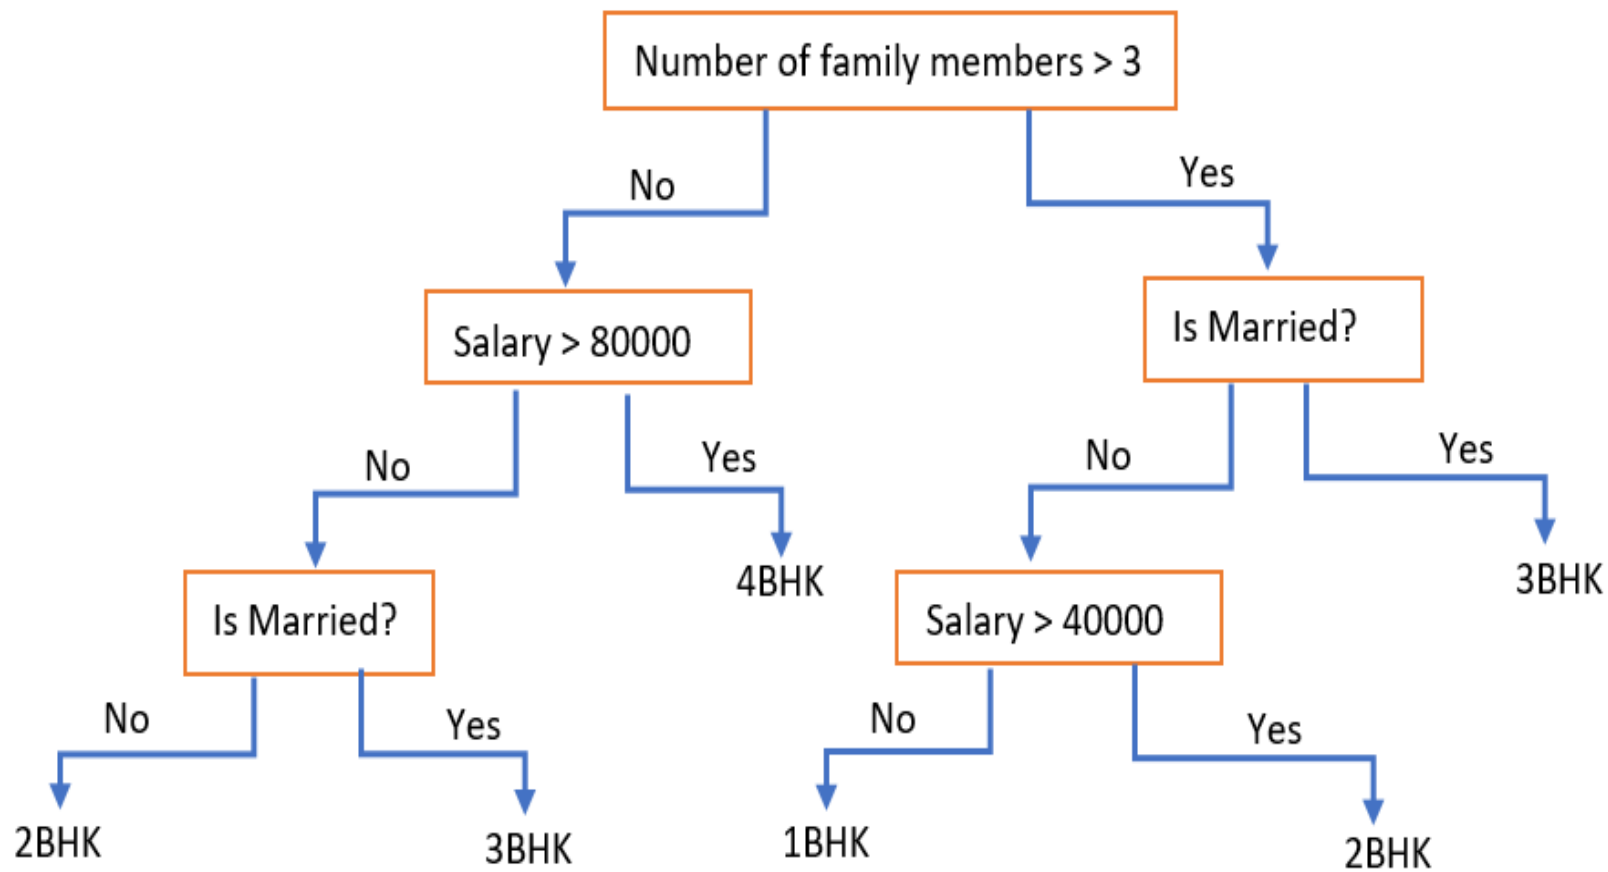 Number of family members > 3
No
Yes
Salary > 80000
Is Married?
No
Yes
No
Yes
4BHK
3BHK
Is Married?
Salary > 40000
No
Yes
No
Yes
2BHK
3BHK
1BHK
2BHK